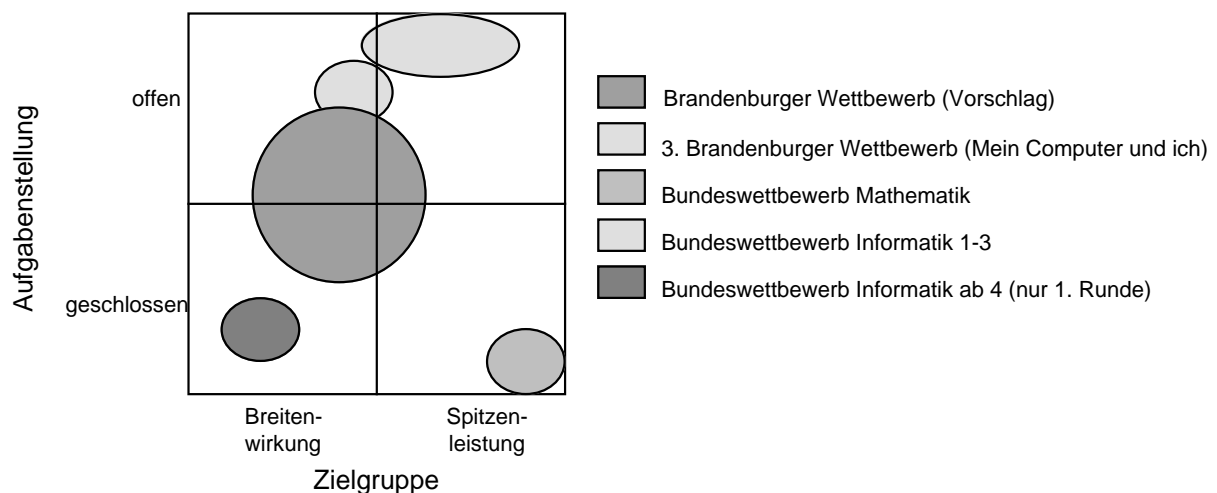 Aufgabenstellung
offen
geschlossen
Breiten-
wirkung
Spitzen-
leistung
Zielgruppe
Brandenburger Wettbewerb (Vorschlag)
3. Brandenburger Wettbewerb (Mein Computer und ich)
Bundeswettbewerb Mathematik
Bundeswettbewerb Informatik 1-3
Bundeswettbewerb Informatik ab 4 (nur 1. Runde)